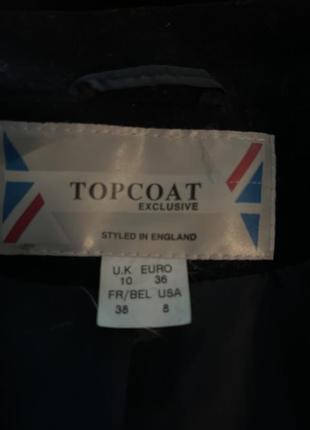 TOPCOAT
EXCLUSIVE
STYLED IN ENGLAND
U.K EURO
10 36
FR/BEL USA
38 8